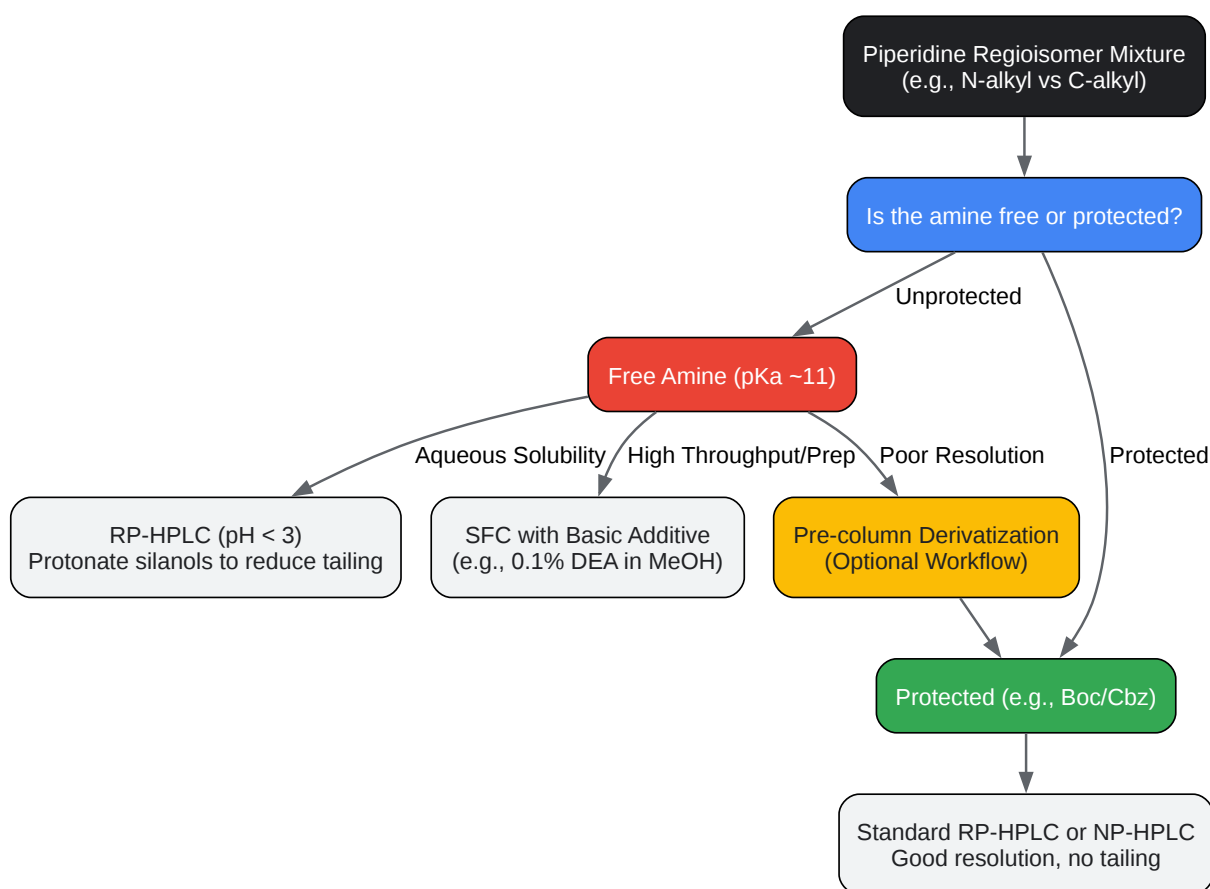 Piperidine Regioisomer Mixture
(e.g., N-alkyl vs C-alkyl)
Is the amine free or protected?
Unprotected
Free Amine (pKa ~11)
Aqueous Solubility
High Throughput/Prep
Poor Resolution
Protected
RP-HPLC (pH < 3)
Protonate silanols to reduce tailing
SFC with Basic Additive
(e.g., 0.1% DEA in MeOH)
Pre-column Derivatization
(Optional Workflow)
Protected (e.g., Boc/Cbz)
Standard RP-HPLC or NP-HPLC
Good resolution, no tailing